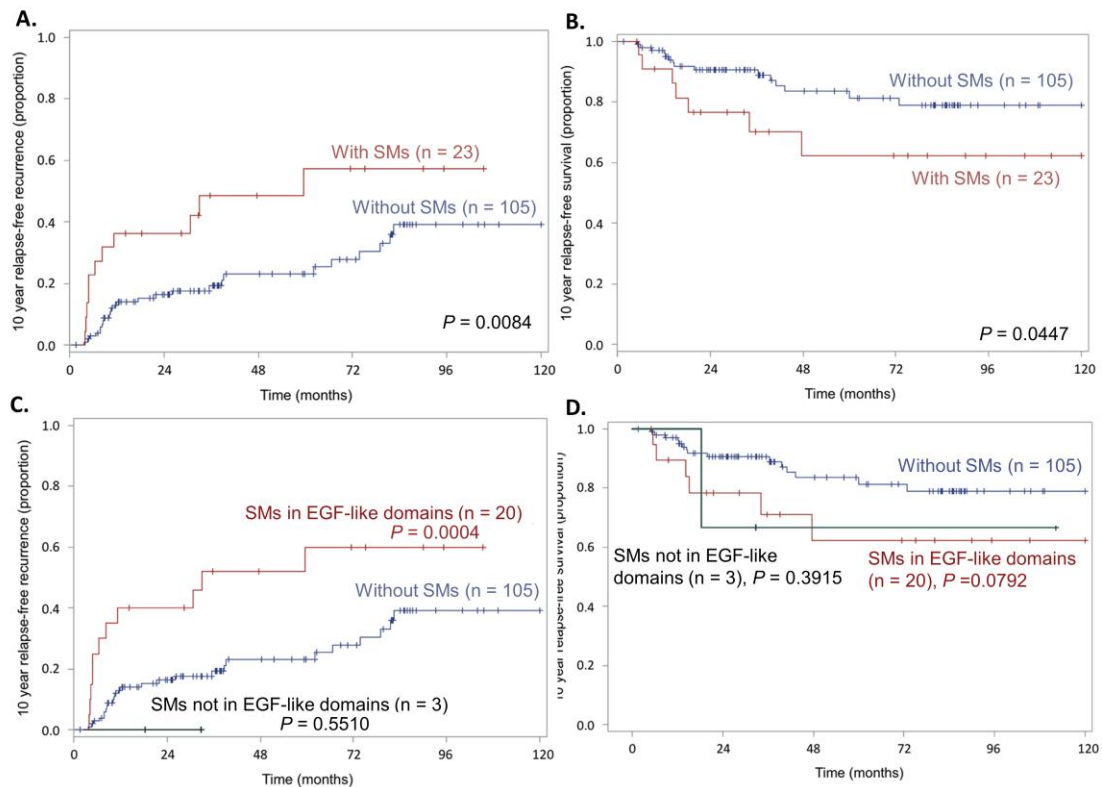 A.
10 year relapse-free recurrence (proportion)
1.0
0.8
0.6
0.4
0.2
0.0
With SMs (n = 23)
Without SMs (n = 105)
P = 0.0084
0 24 48 72 96 120
Time (months)
B.
10 year relapse-free survival (proportion)
1.0
0.8
0.6
0.4
0.2
0.0
Without SMs (n = 105)
With SMs (n = 23)
P = 0.0447
0 24 48 72 96 120
Time (months)
C.
10 year relapse-free recurrence (proportion)
1.0
0.8
0.6
0.4
0.2
0.0
SMs in EGF-like domains (n = 20)
P = 0.0004
Without SMs (n = 105)
SMs not in EGF-like domains (n = 3)
P = 0.5510
0 24 48 72 96 120
Time (months)
D.
10 year relapse-free survival (proportion)
1.0
0.8
0.6
0.4
0.2
0.0
Without SMs (n = 105)
SMs not in EGF-like
domains (n = 3), P = 0.3915
SMs in EGF-like domains
(n = 20), P =0.0792
0 24 48 72 96 120
Time (months)